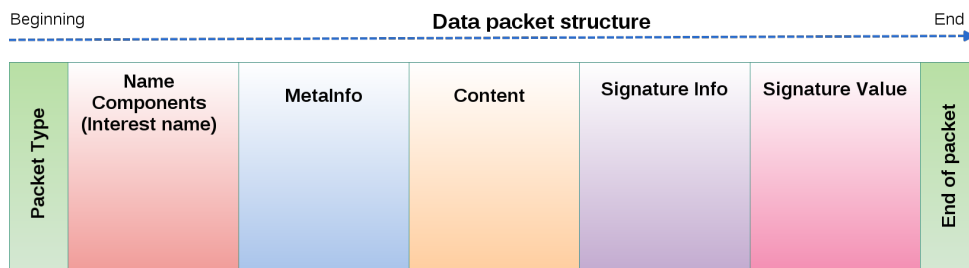 Beginning
Data packet structure
End
Packet Type
Name
Components
(Interest name)
MetaInfo
Content
Signature Info
Signature Value
End of packet